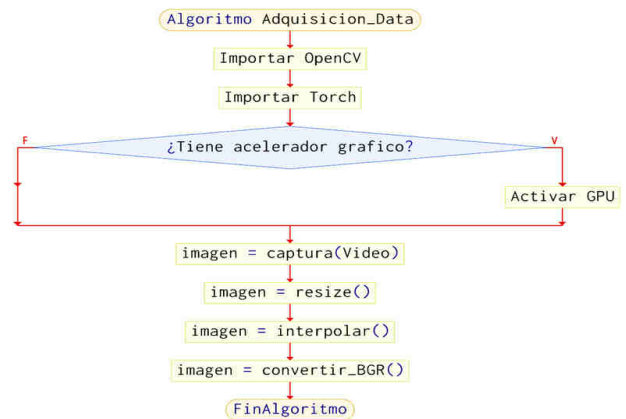 Algoritmo Adquisicion_Data
Importar OpenCV
Importar Torch
F
¿Tiene acelerador grafico?
V
Activar GPU
imagen = captura(Video)
imagen = resize()
imagen = interpolar()
imagen = convertir_BGR()
FinAlgoritmo